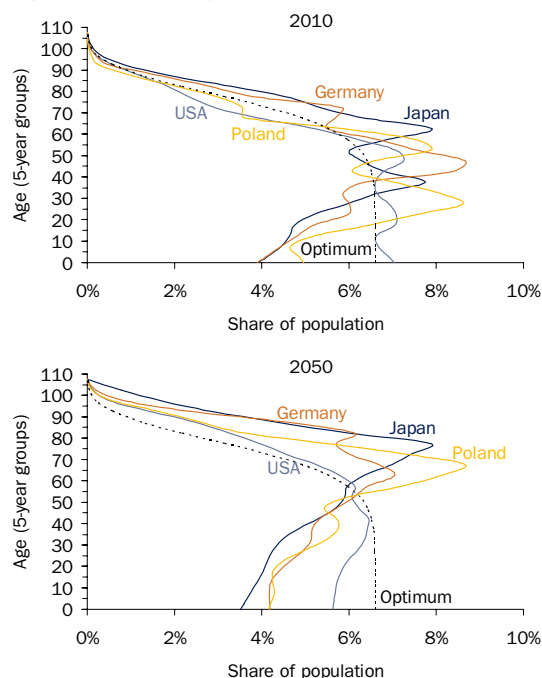 2010
110
100
90
80
70
60
50
40
30
20
10
0
Age (5-year groups)
Germany
USA
Japan
Poland
Optimum
0% 2% 4% 6% 8% 10%
Share of population
2050
110
100
90
80
70
60
50
40
30
20
10
0
Age (5-year groups)
Germany
Japan
Poland
USA
Optimum
0% 2% 4% 6% 8% 10%
Share of population